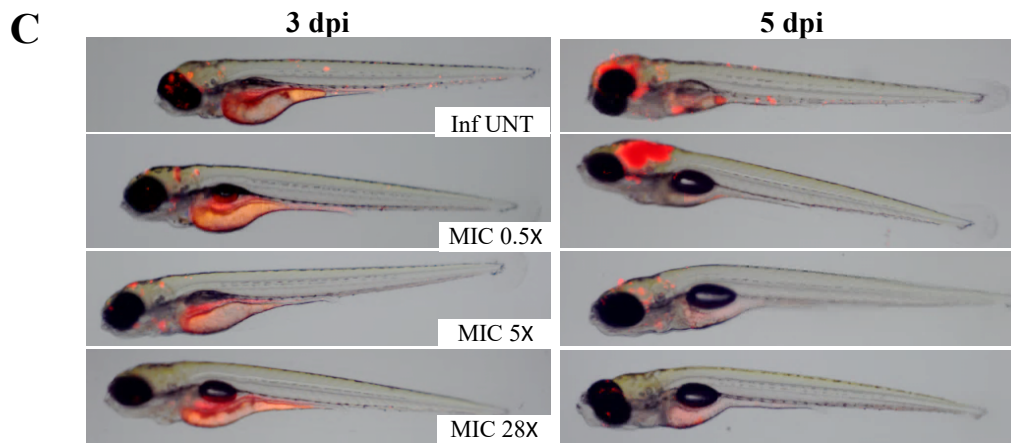 C
3 dpi
5 dpi
Inf UNT
MIC 0.5X
MIC 5X
MIC 28X